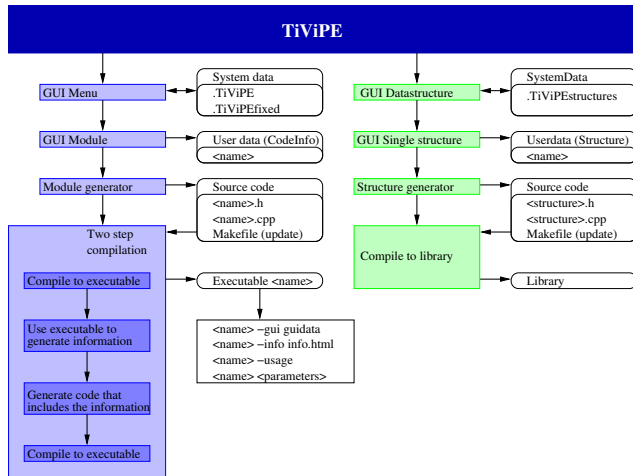 TiViPE
System data
GUI Menu
.TiViPE
.TiViPEfixed
GUI Module
User data (CodeInfo)
<name>
Module generator
Source code
<name>.h
<name>.cpp
Makefile (update)
Two step
compilation
Compile to executable
Executable <name>
Use executable to
generate information
<name> −gui guidata
<name> −info info.html
<name> −usage
<name> <parameters>
Generate code that
includes the information
Compile to executable
SystemData
GUI Datastructure
.TiViPEstructures
GUI Single structure
Userdata (Structure)
<name>
Structure generator
Source code
<structure>.h
<structure>.cpp
Makefile (update)
Compile to library
Library